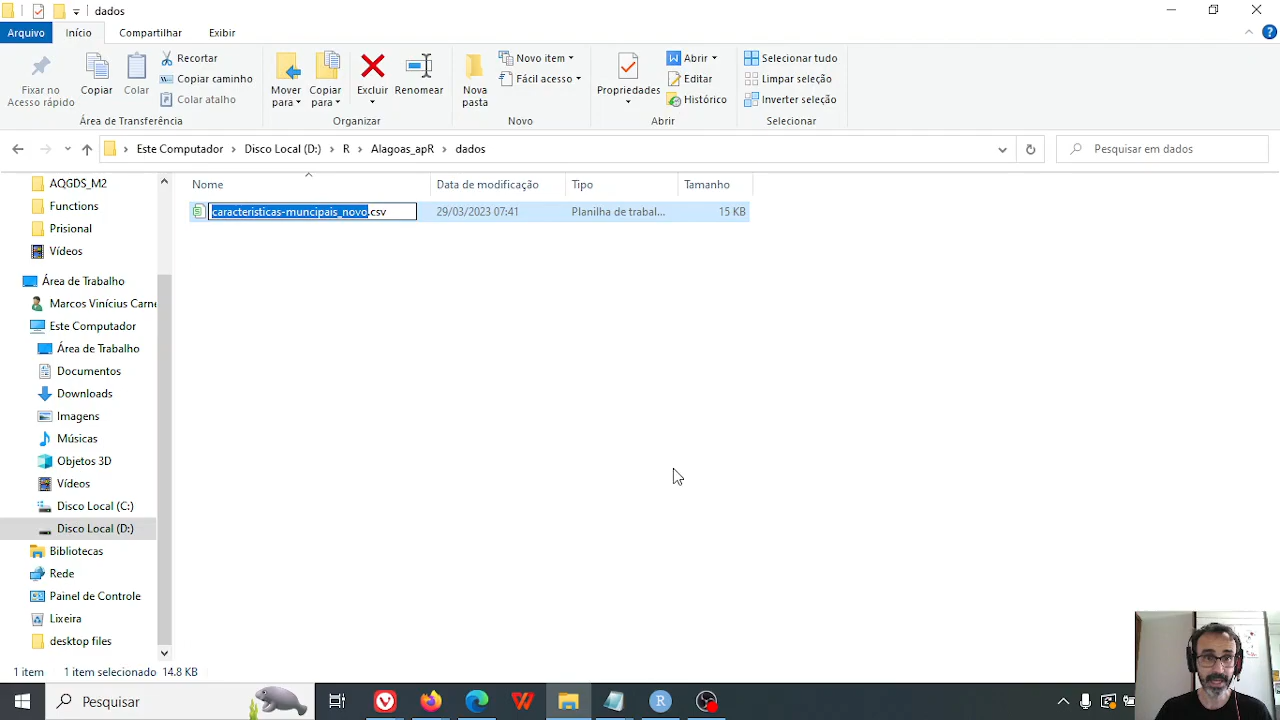 dados
Arquivo
Início
Compartilhar
Exibir
Fixar no
Acesso rápido
Copiar
Colar
Recortar
Copiar caminho
Colar atalho
Área de Transferência
Mover
para
Copiar
para
Excluir
Renomear
Organizar
Nova
pasta
Novo item
Fácil acesso
Novo
Propriedades
Abrir
Editar
Histórico
Abrir
Selecionar tudo
Limpar seleção
Inverter seleção
Selecionar
Este Computador > Disco Local (D:) > R > Alagoas_apR > dados
Pesquisar em dados
Nome
Data de modificação
Tipo
Tamanho
caracteristicas-muncipais_novo.csv
29/03/2023 07:41
Planilha de trabal...
15 KB
AQGDS_M2
Functions
Prisional
Vídeos
Área de Trabalho
Marcos Vinícius Carne
Este Computador
Área de Trabalho
Documentos
Downloads
Imagens
Músicas
Objetos 3D
Vídeos
Disco Local (C:)
Disco Local (D:)
Bibliotecas
Rede
Painel de Controle
Lixeira
desktop files
1 item
1 item selecionado 14.8 KB
Pesquisar